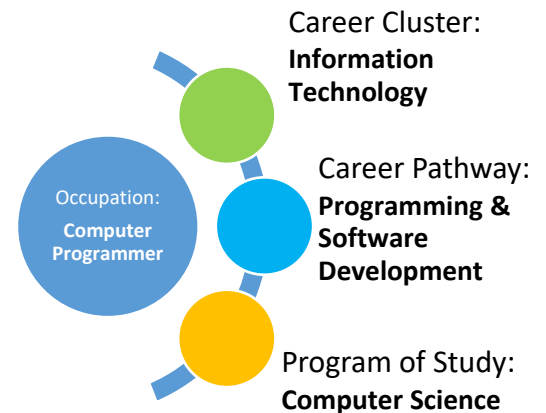 Career Cluster:
Information
Technology
Occupation:
Computer
Programmer
Career Pathway:
Programming &
Software
Development
Program of Study:
Computer Science